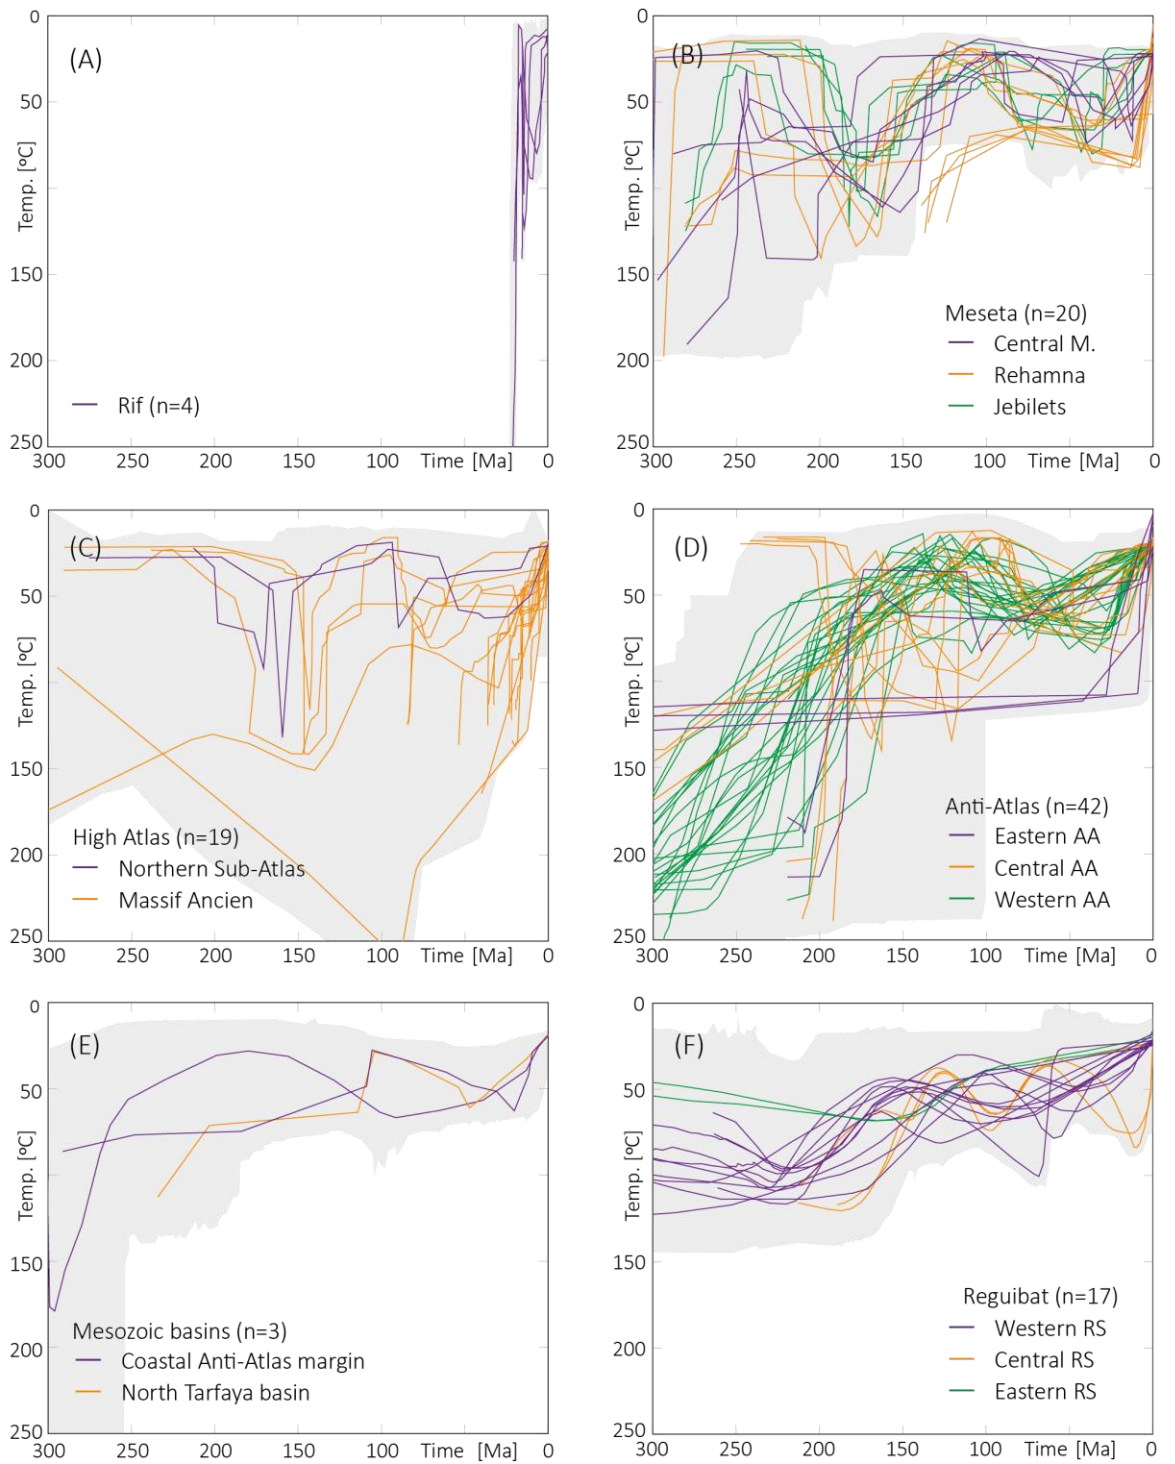 0
(A)
50
Temp. [ºC]
150
200
Rif (n=4)
250
300 250 200 150 100 Time [Ma] 0
0
(B)
50
Temp. [ºC]
150
200
Meseta (n=20)
Central M.
Rehamna
Jebilets
250
300 250 200 150 100 Time [Ma] 0
0
(C)
50
Temp. [ºC]
150
200
High Atlas (n=19)
Northern Sub-Atlas
Massif Ancien
250
300 250 200 150 100 Time [Ma] 0
0
(D)
50
Temp. [ºC]
150
200
Anti-Atlas (n=42)
Eastern AA
Central AA
Western AA
250
300 250 200 150 100 Time [Ma] 0
0
(E)
50
Temp. [ºC]
150
200
Mesozoic basins (n=3)
Coastal Anti-Atlas margin
North Tarfaya basin
250
300 250 200 150 100 Time [Ma] 0
0
(F)
50
Temp. [ºC]
150
200
Reguibat (n=17)
Western RS
Central RS
Eastern RS
250
300 250 200 150 100 Time [Ma] 0